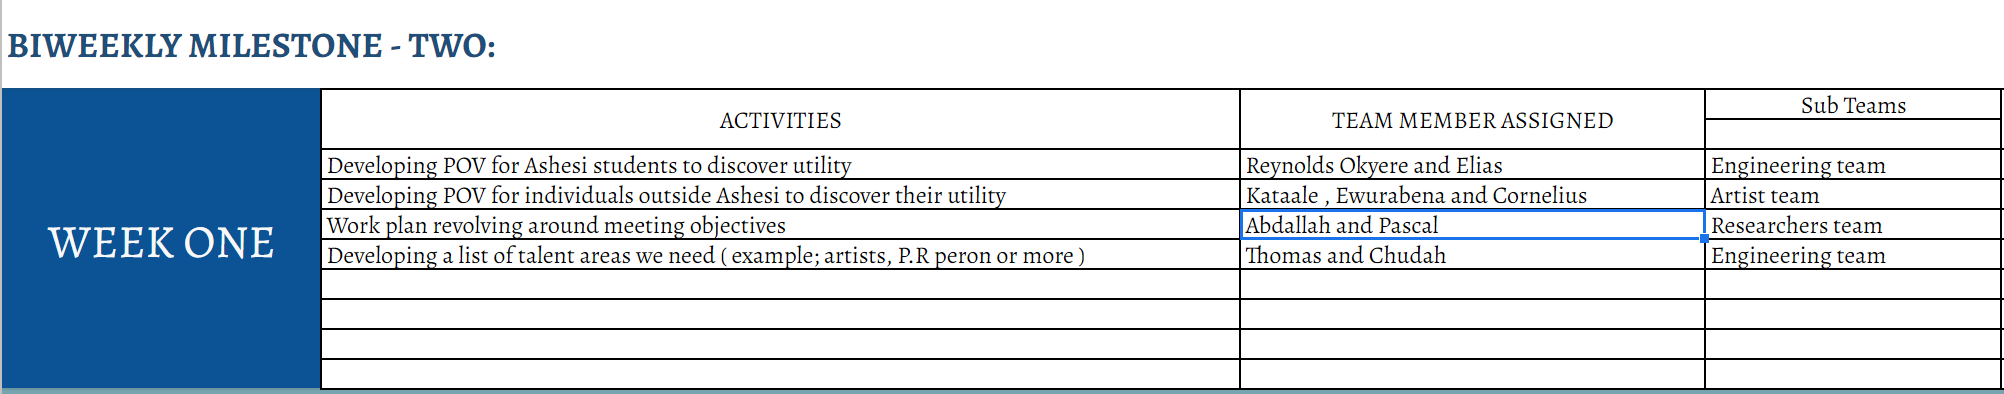 BIWEEKLY MILESTONE - TWO:
WEEK ONE
ACTIVITIES
TEAM MEMBER ASSIGNED
Sub Teams
Developing POV for Ashesi students to discover utility
Reynolds Okyere and Elias
Engineering team
Developing POV for individuals outside Ashesi to discover their utility
Kataale , Ewurabena and Cornelius
Artist team
Work plan revolving around meeting objectives
Abdallah and Pascal
Researchers team
Developing a list of talent areas we need ( example; artists, P.R peron or more )
Thomas and Chudah
Engineering team